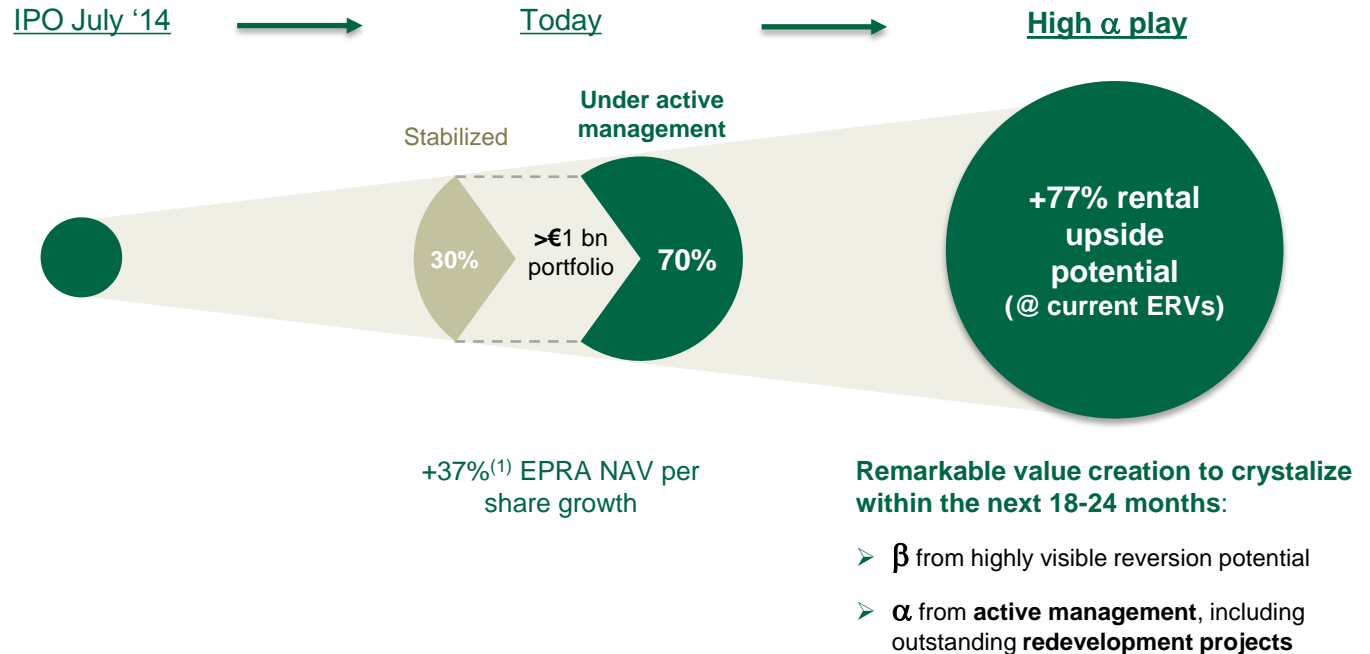 IPO July ‘14
Today
High α play
Stabilized
Under active
management
30%
>€1 bn
portfolio
70%
+77% rental
upside
potential
(@ current ERVs)
+37%(1) EPRA NAV per
share growth
Remarkable value creation to crystalize
within the next 18-24 months:
➢ β from highly visible reversion potential
➢ α from active management, including
outstanding redevelopment projects